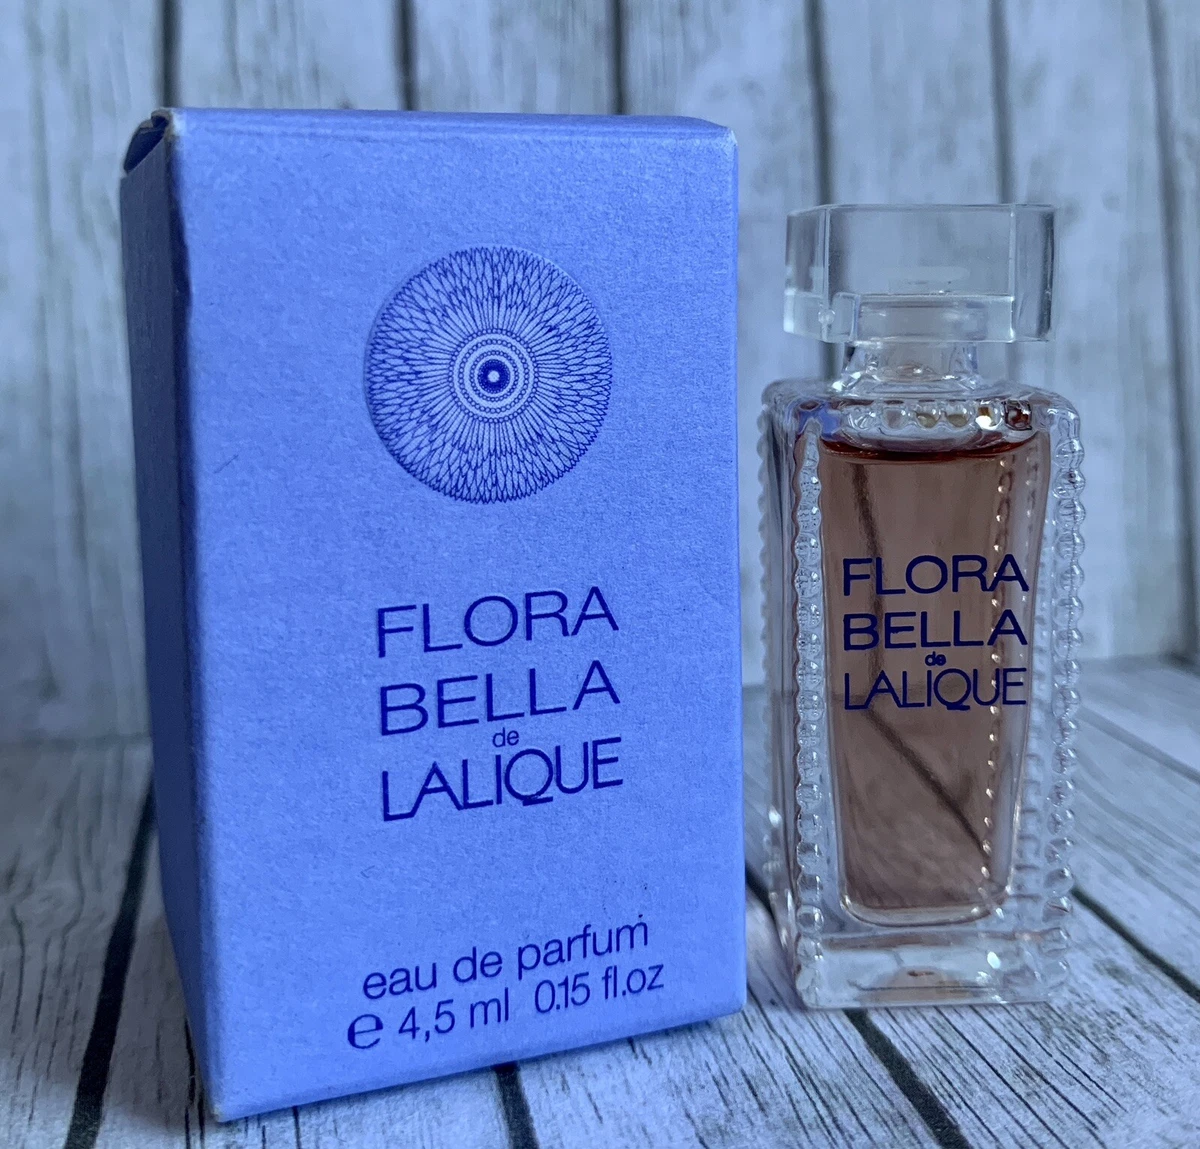 FLORA
BELLA
de
LALIQUE
eau de parfum
e 4,5 ml 0.15 fl.oz
FLORA
BELLA
de
LALIQUE